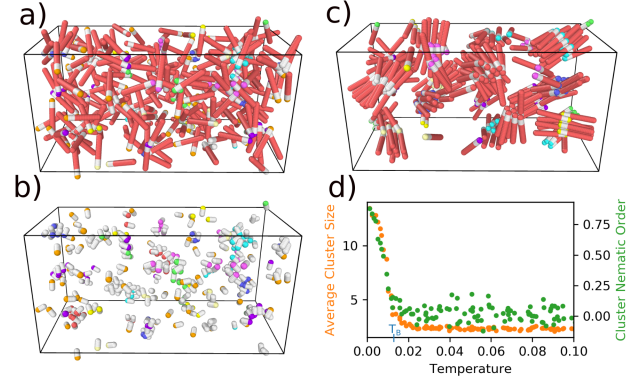 a)
c)
b)
d)
Average Cluster Size
10
5
0.75
0.50
0.25
0.00
Cluster Nematic Order
T_B
0.00 0.02 0.04 0.06 0.08 0.10
Temperature